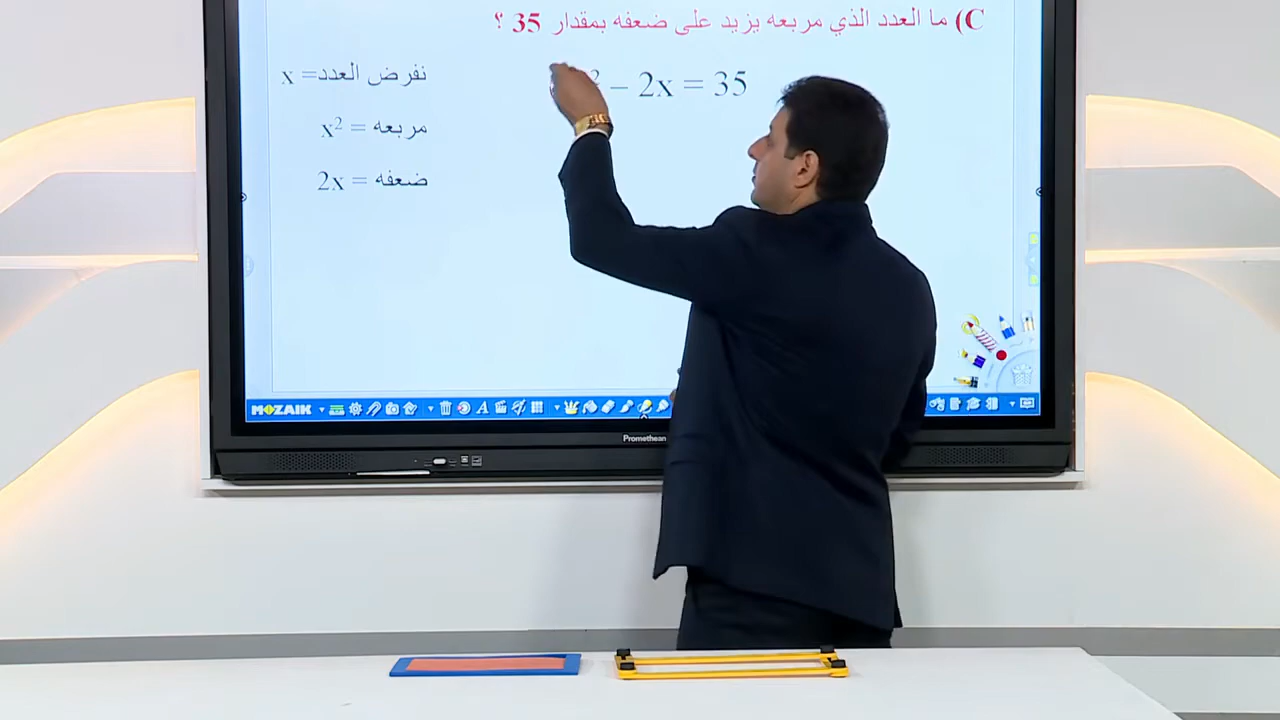 C) ما العدد الذي مربعه يزيد على ضعفه بمقدار 35 ؟
² – 2x = 35
نفرض العدد= x
مربعه = x²
ضعفه = 2x
MOZAIK
Promethean